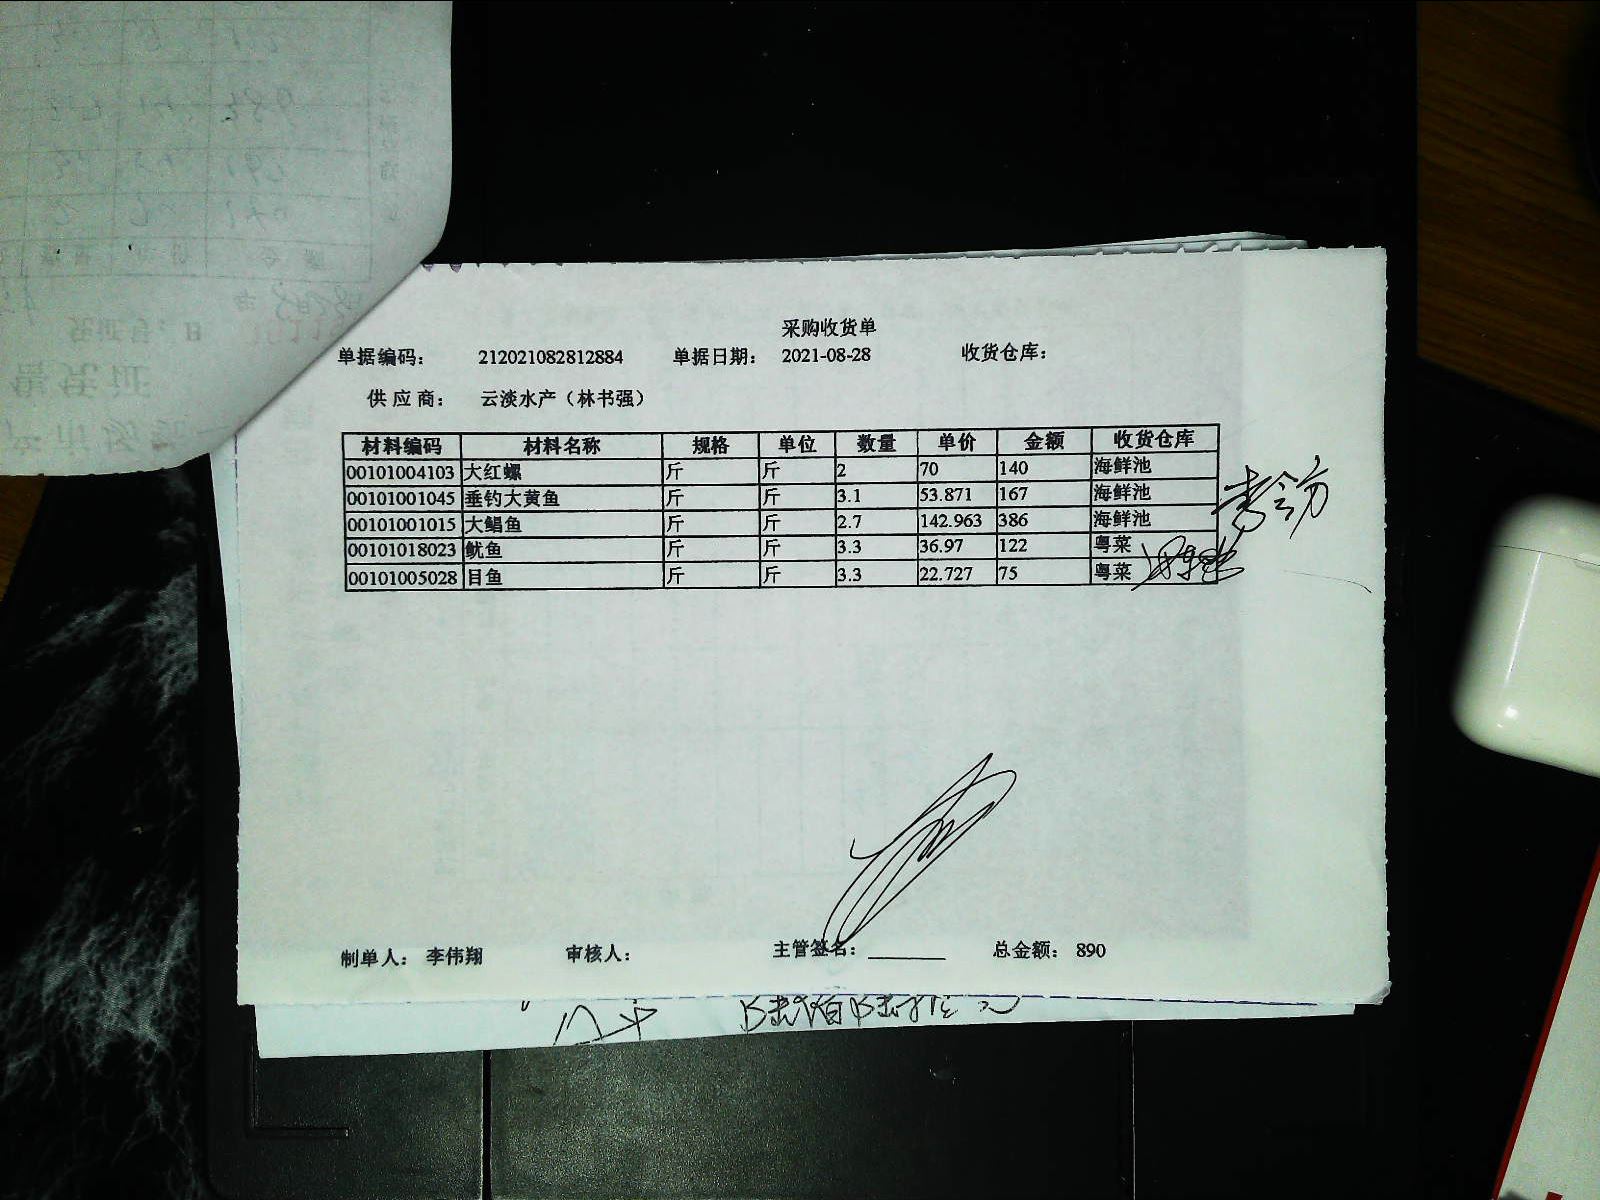 采购收货单
单据编码： 212021082812884 单据日期： 2021-08-28 收货仓库：
供应商： 云淡水产（林书强）
材料编码 材料名称 规格 单位 数量 单价 金额 收货仓库
00101004103 大红螺 斤 斤 2 70 140 海鲜池
00101001045 垂钓大黄鱼 斤 斤 3.1 53.871 167 海鲜池
00101001015 大鲳鱼 斤 斤 2.7 142.963 386 海鲜池
00101018023 鱿鱼 斤 斤 3.3 36.97 122 粤菜
00101005028 目鱼 斤 斤 3.3 22.727 75 粤菜
制单人： 李伟翔 审核人： 主管签名： 总金额： 890